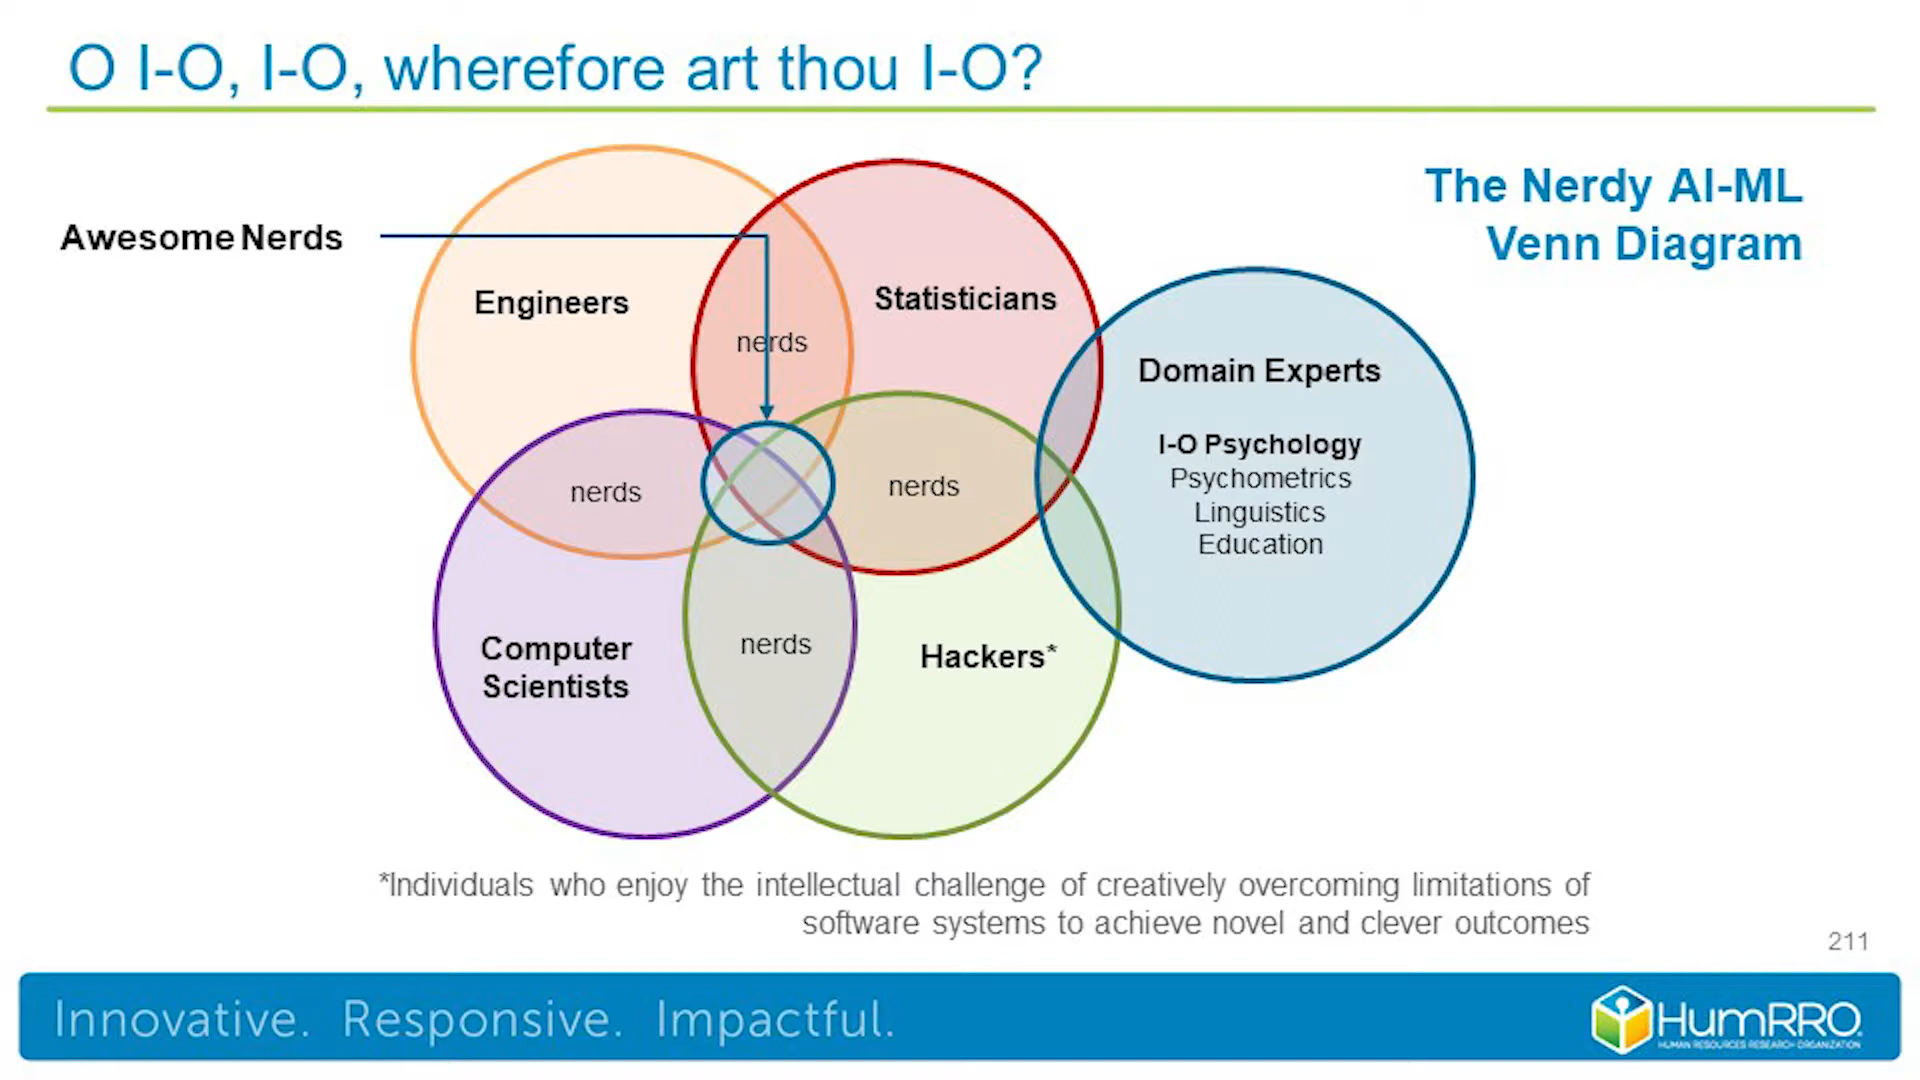 O I-O, I-O, wherefore art thou I-O?
The Nerdy AI-ML
Venn Diagram
Awesome Nerds
Engineers
Statisticians
nerds
Domain Experts
I-O Psychology
Psychometrics
Linguistics
Education
nerds
nerds
Computer
Scientists
nerds
Hackers*
*Individuals who enjoy the intellectual challenge of creatively overcoming limitations of
software systems to achieve novel and clever outcomes
211
Innovative. Responsive. Impactful.
HumRRO
HUMAN RESOURCES RESEARCH ORGANIZATION